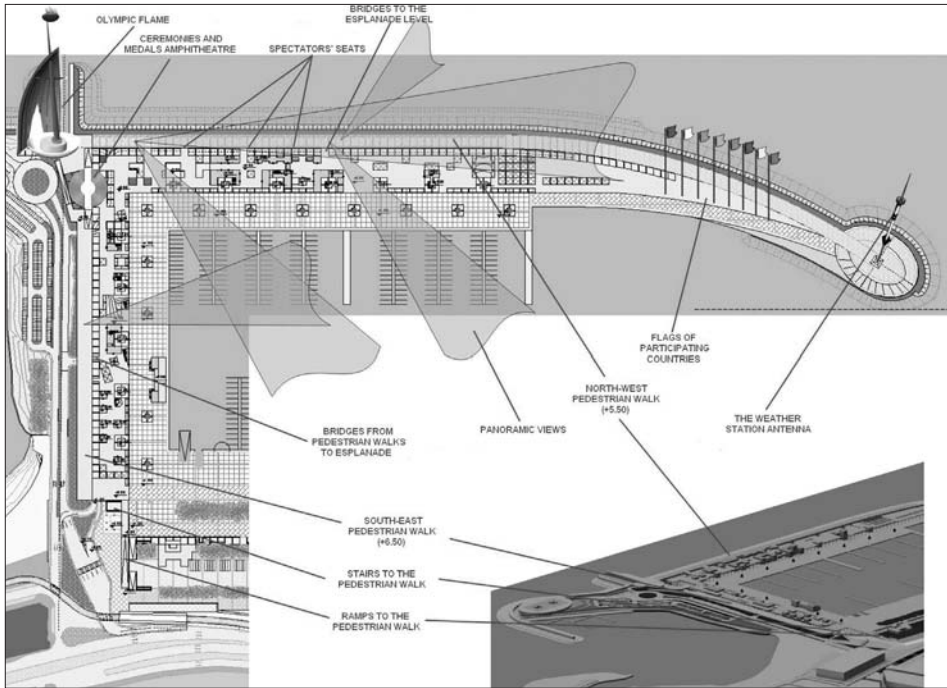 BRIDGES TO THE
ESPLANADE LEVEL
OLYMPIC FLAME
CEREMONIES AND
MEDALS AMPHITHEATRE
SPECTATORS' SEATS
FLAGS OF
PARTICIPATING
COUNTRIES
NORTH-WEST
PEDESTRIAN WALK
(+5.50)
THE WEATHER
STATION ANTENNA
BRIDGES FROM
PEDESTRIAN WALKS
TO ESPLANADE
PANORAMIC VIEWS
SOUTH-EAST
PEDESTRIAN WALK
(+6.50)
STAIRS TO THE
PEDESTRIAN WALK
RAMPS TO THE
PEDESTRIAN WALK